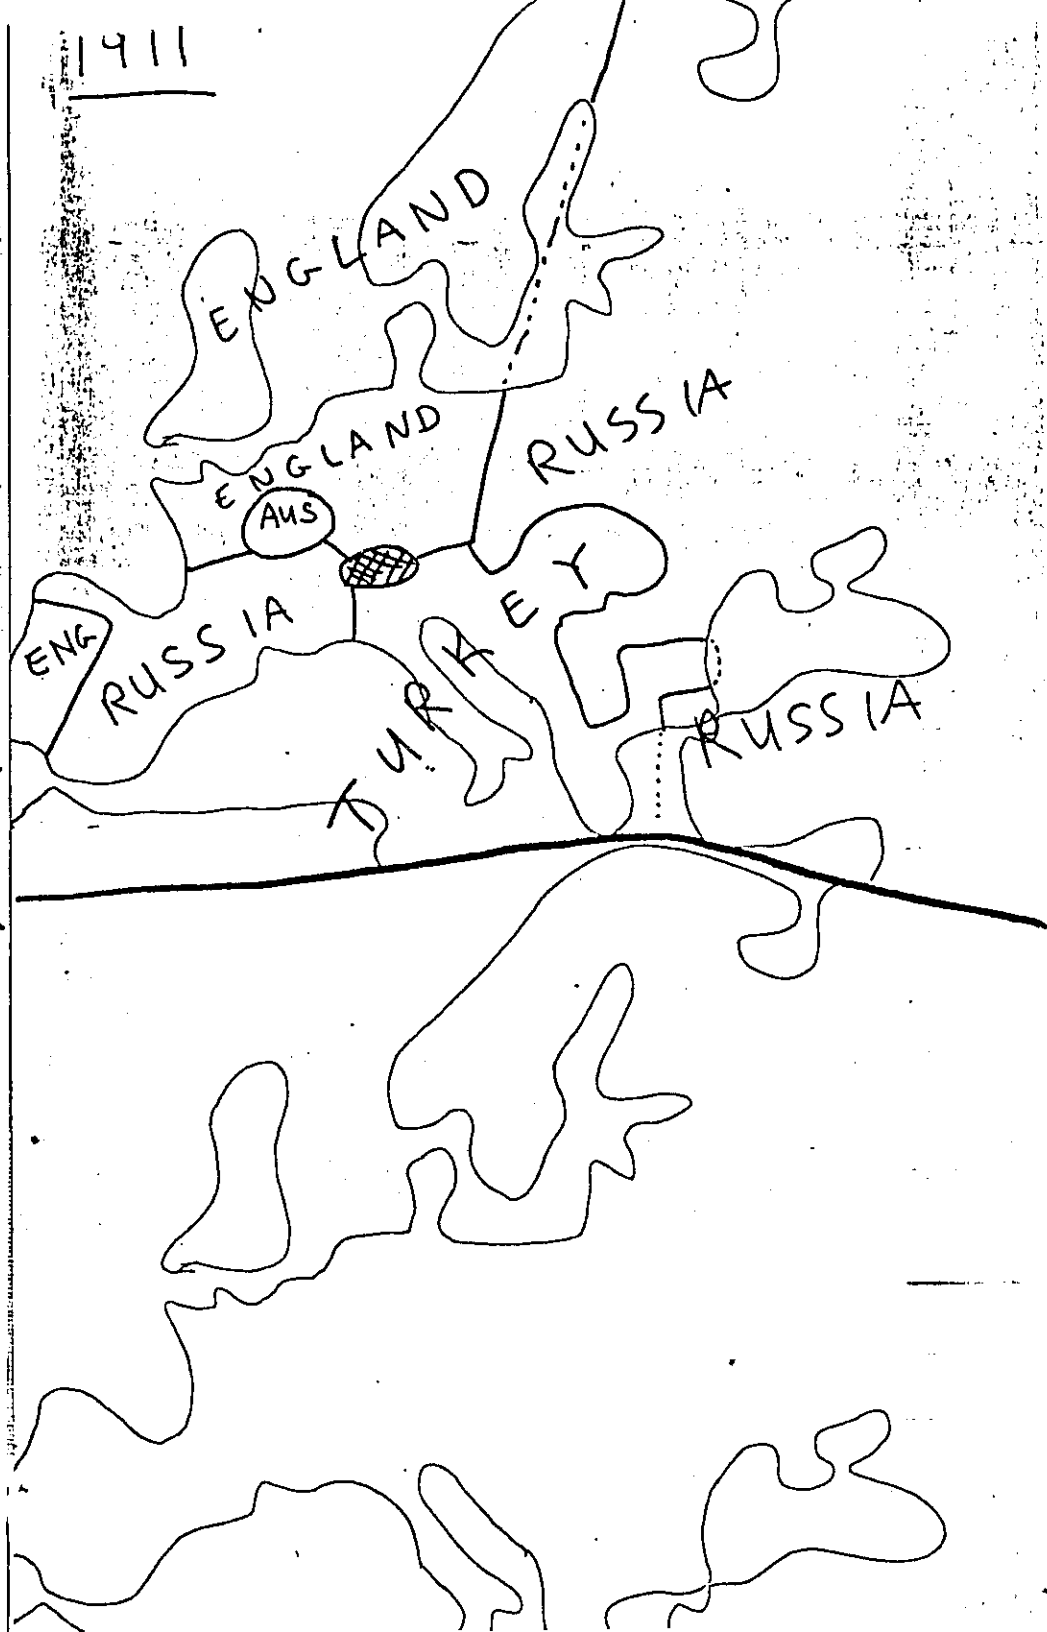 1911
ENGLAND
ENGLAND
RUSSIA
AUS
ENG
RUSSIA
TURKEY
RUSSIA